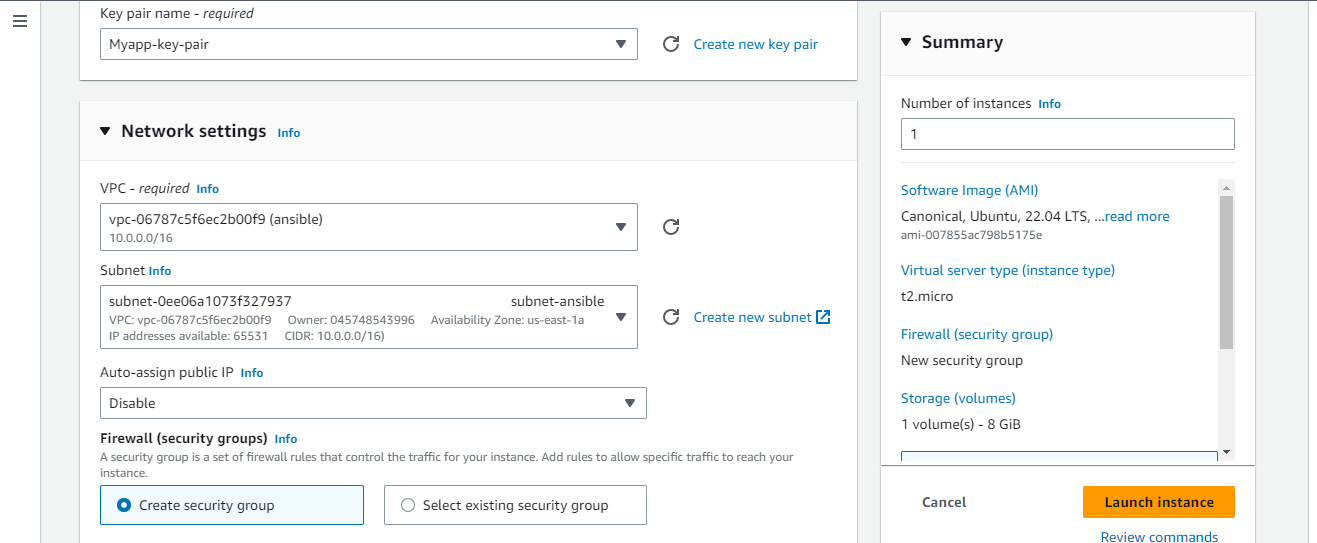 Key pair name - required
Myapp-key-pair
Create new key pair
Network settings Info
VPC - required Info
vpc-06787c5f6ec2b00f9 (ansible)
10.0.0.0/16
Subnet Info
subnet-0ee06a1073f327937 subnet-ansible
VPC: vpc-06787c5f6ec2b00f9 Owner: 045748543996 Availability Zone: us-east-1a
IP addresses available: 65531 CIDR: 10.0.0.0/16)
Create new subnet
Auto-assign public IP Info
Disable
Firewall (security groups) Info
A security group is a set of firewall rules that control the traffic for your instance. Add rules to allow specific traffic to reach your
instance.
Create security group
Select existing security group
Summary
Number of instances Info
1
Software Image (AMI)
Canonical, Ubuntu, 22.04 LTS, ...read more
ami-007855ac798b5175e
Virtual server type (instance type)
t2.micro
Firewall (security group)
New security group
Storage (volumes)
1 volume(s) - 8 GiB
Cancel
Launch instance
Review commands